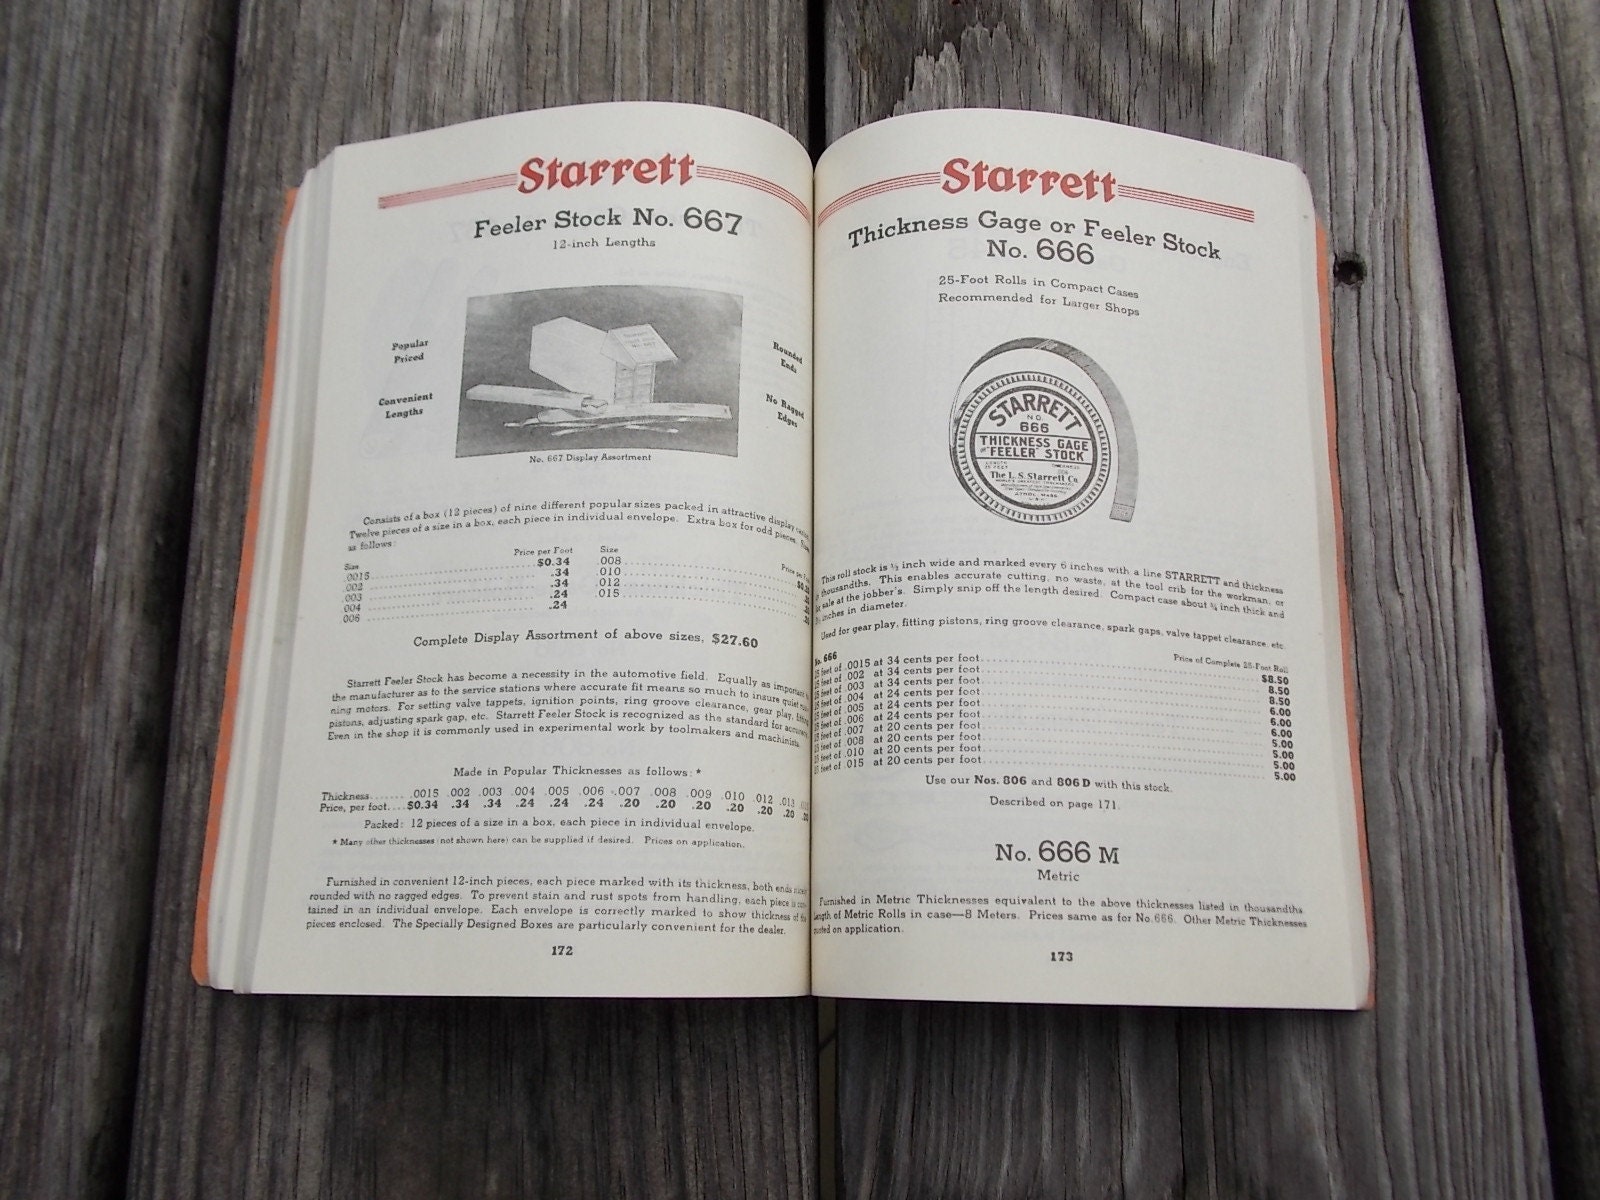 Starrett
Feeler Stock No. 667
12-inch Lengths
Popular
Priced
Convenient
Lengths
Rounded
Ends
No Ragged
Edges
No. 667 Display Assortment
Consists of a box (12 pieces) of nine different popular sizes packed in attractive display
Twelve pieces of a size in a box, each piece in individual envelope. Extra box for odd pieces.
as follows:
Size Price per Foot Size
.0015 $0.34 .008
.002 .34 .010
.003 .34 .012
.004 .24 .015
006 .24
Complete Display Assortment of above sizes, $27.60
Starrett Feeler Stock has become a necessity in the automotive field. Equally as important
the manufacturer as to the service stations where accurate fit means so much to insure quiet
ning motors. For setting valve tappets, ignition points, ring groove clearance, gear play,
pistons, adjusting spark gap, etc. Starrett Feeler Stock is recognized as the standard for
Even in the shop it is commonly used in experimental work by toolmakers and machinists.
Made in Popular Thicknesses as follows: *
Thickness........ .0015 .002 .003 .004 .005 .006 .007 .008 .009 .010 .012 .013
Price, per foot.... $0.34 .34 .34 .24 .24 .24 .20 .20 .20 .20 .20 .20
Packed: 12 pieces of a size in a box, each piece in individual envelope.
* Many other thicknesses (not shown here) can be supplied if desired. Prices on application.
Furnished in convenient 12-inch pieces, each piece marked with its thickness, both ends
rounded with no ragged edges. To prevent stain and rust spots from handling, each piece is con-
tained in an individual envelope. Each envelope is correctly marked to show thickness of
pieces enclosed. The Specially Designed Boxes are particularly convenient for the dealer.
172
Starrett
Thickness Gage or Feeler Stock
No. 666
25-Foot Rolls in Compact Cases
Recommended for Larger Shops
STARRETT
NO.
666
THICKNESS GAGE
"FEELER" STOCK
The L. S. Starrett Co
ATHOL, MASS.
This roll stock is ½ inch wide and marked every 6 inches with a line STARRETT and thickness
thousandths. This enables accurate cutting, no waste, at the tool crib for the workman, or
sale at the jobber's. Simply snip off the length desired. Compact case about ¾ inch thick and
inches in diameter.
Used for gear play, fitting pistons, ring groove clearance, spark gaps, valve tappet clearance, etc.
No. 666 Price of Complete 25-Foot Roll
25 feet of .0015 at 34 cents per foot $8.50
25 feet of .002 at 34 cents per foot 8.50
25 feet of .003 at 34 cents per foot 8.50
25 feet of .004 at 24 cents per foot 6.00
25 feet of .005 at 24 cents per foot 6.00
25 feet of .006 at 24 cents per foot 6.00
25 feet of .007 at 20 cents per foot 5.00
25 feet of .008 at 20 cents per foot 5.00
25 feet of .010 at 20 cents per foot 5.00
25 feet of .015 at 20 cents per foot 5.00
Use our Nos. 806 and 806 D with this stock.
Described on page 171.
No. 666 M
Metric
Furnished in Metric Thicknesses equivalent to the above thicknesses listed in thousandths.
Length of Metric Rolls in case—8 Meters. Prices same as for No. 666. Other Metric Thicknesses
quoted on application.
173